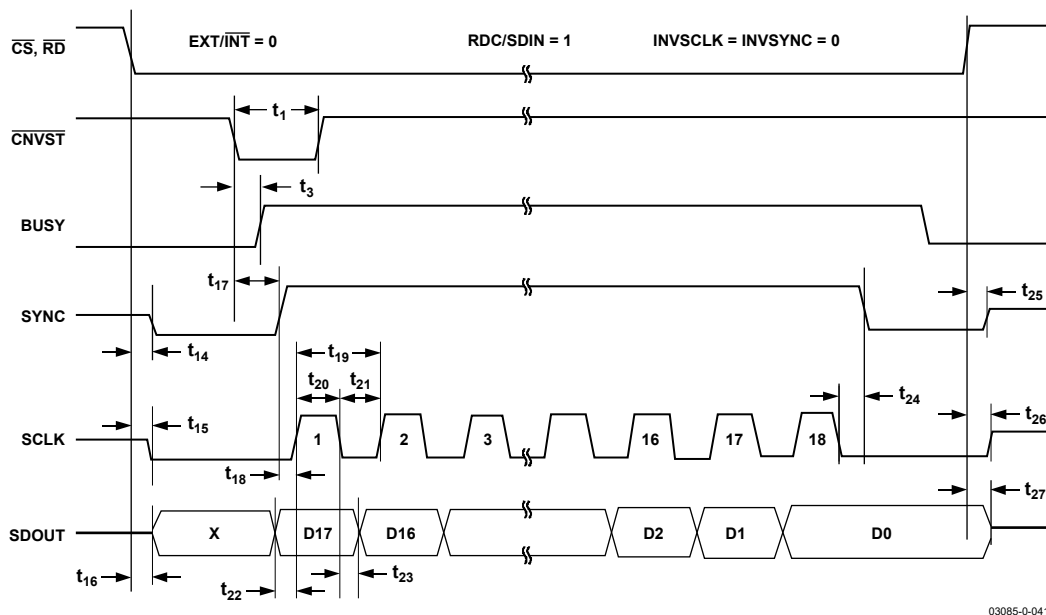 EXT/INT = 0 RDC/SDIN = 1 INVSCLK = INVSYNC = 0
CS, RD
CNVST
t1
t3
BUSY
t17
SYNC
t14
t25
t19
t20 t21
t24
SCLK
1 2 3 16 17 18
t15
t26
t18
t27
SDOUT
X D17 D16 D2 D1 D0
t16
t22
t23
03085-0-041